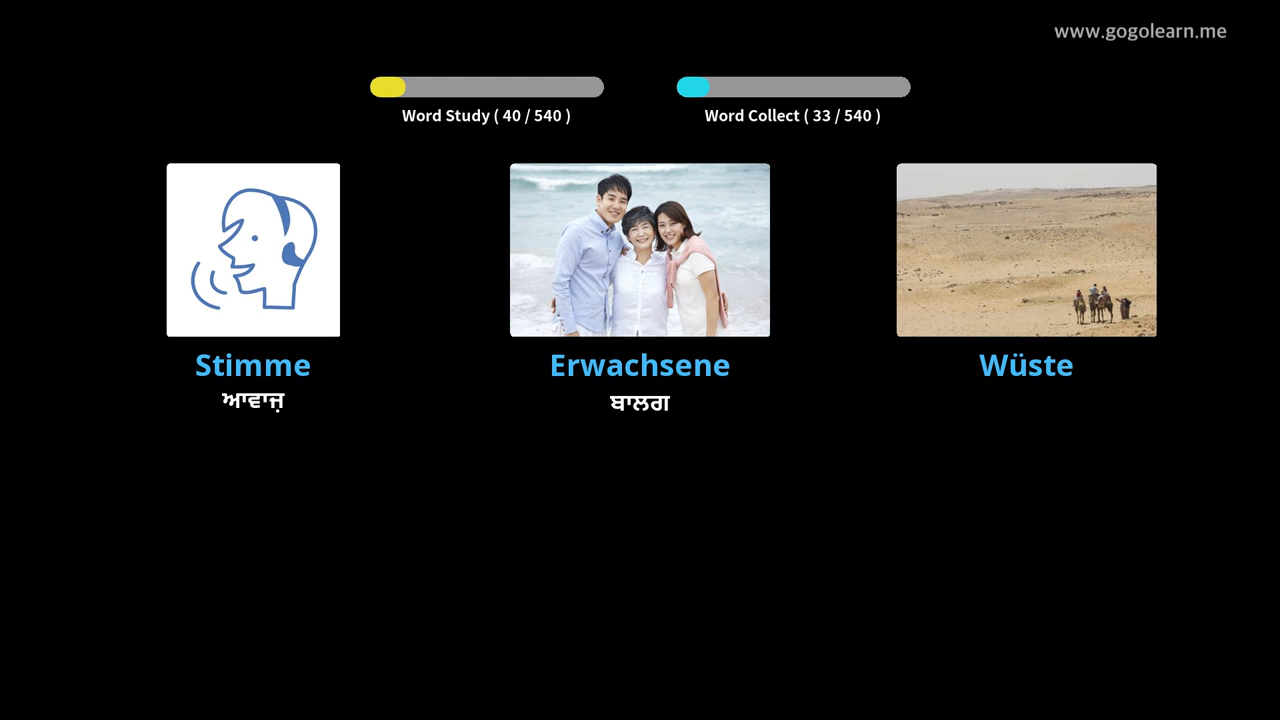 www.gogolearn.me
Word Study ( 40 / 540 )
Word Collect ( 33 / 540 )
Stimme
Erwachsene
Wüste
ਆਵਾਜ਼
ਬਾਲਗ